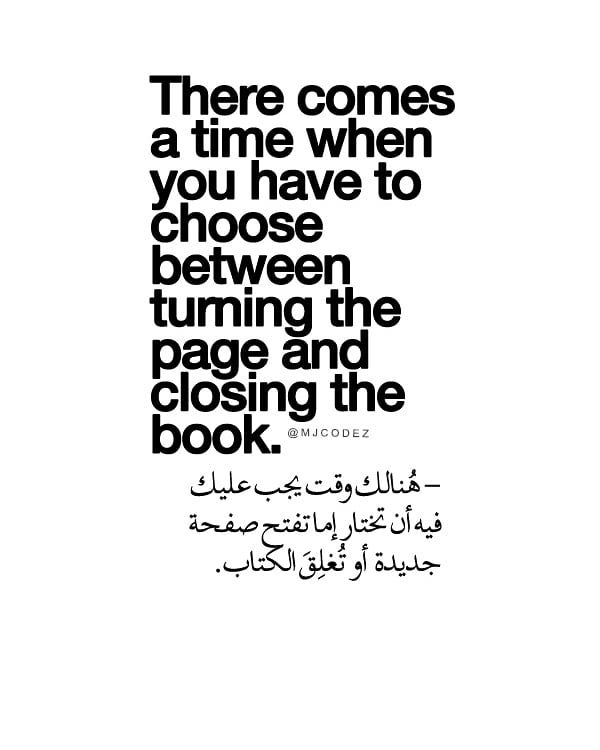 There comes
a time when
you have to
choose
between
turning the
page and
closing the
book. @MJCODEZ
– هُنالك وقت يجب عليك
فيه أن تختار إما تفتح صفحة
جديدة أو تُغلِقَ الكتاب.